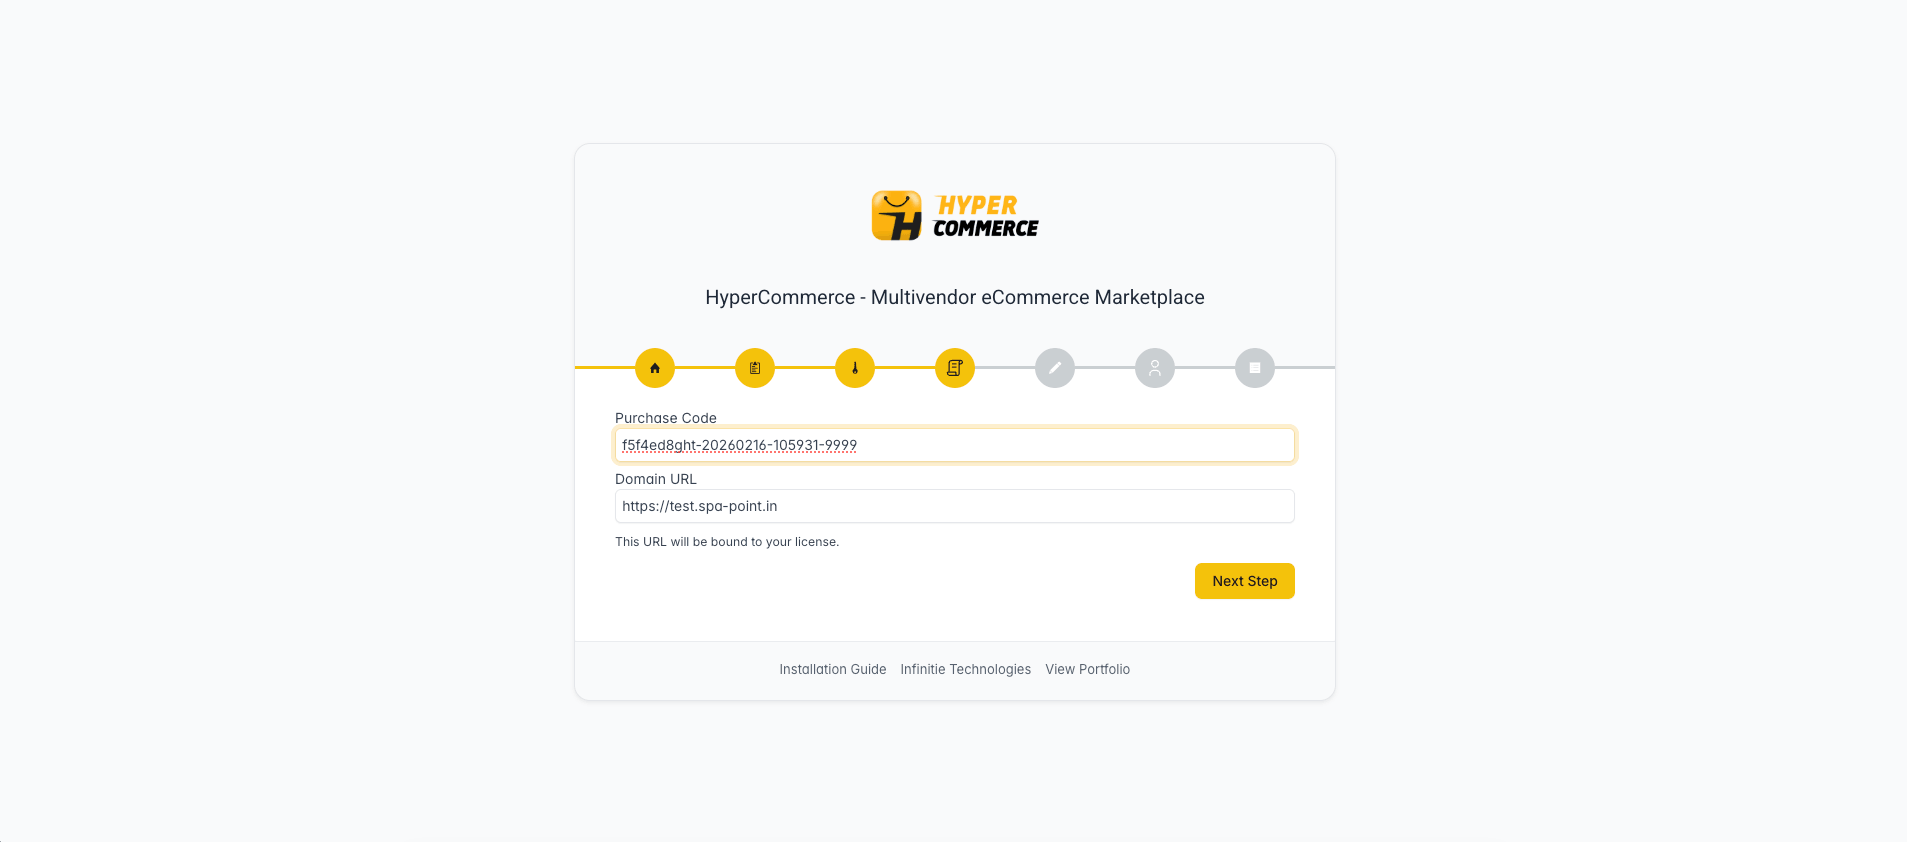 HYPER
COMMERCE
HyperCommerce - Multivendor eCommerce Marketplace
Purchase Code
f5f4ed8ght-20260216-105931-9999
Domain URL
https://test.spa-point.in
This URL will be bound to your license.
Next Step
Installation Guide Infinitie Technologies View Portfolio